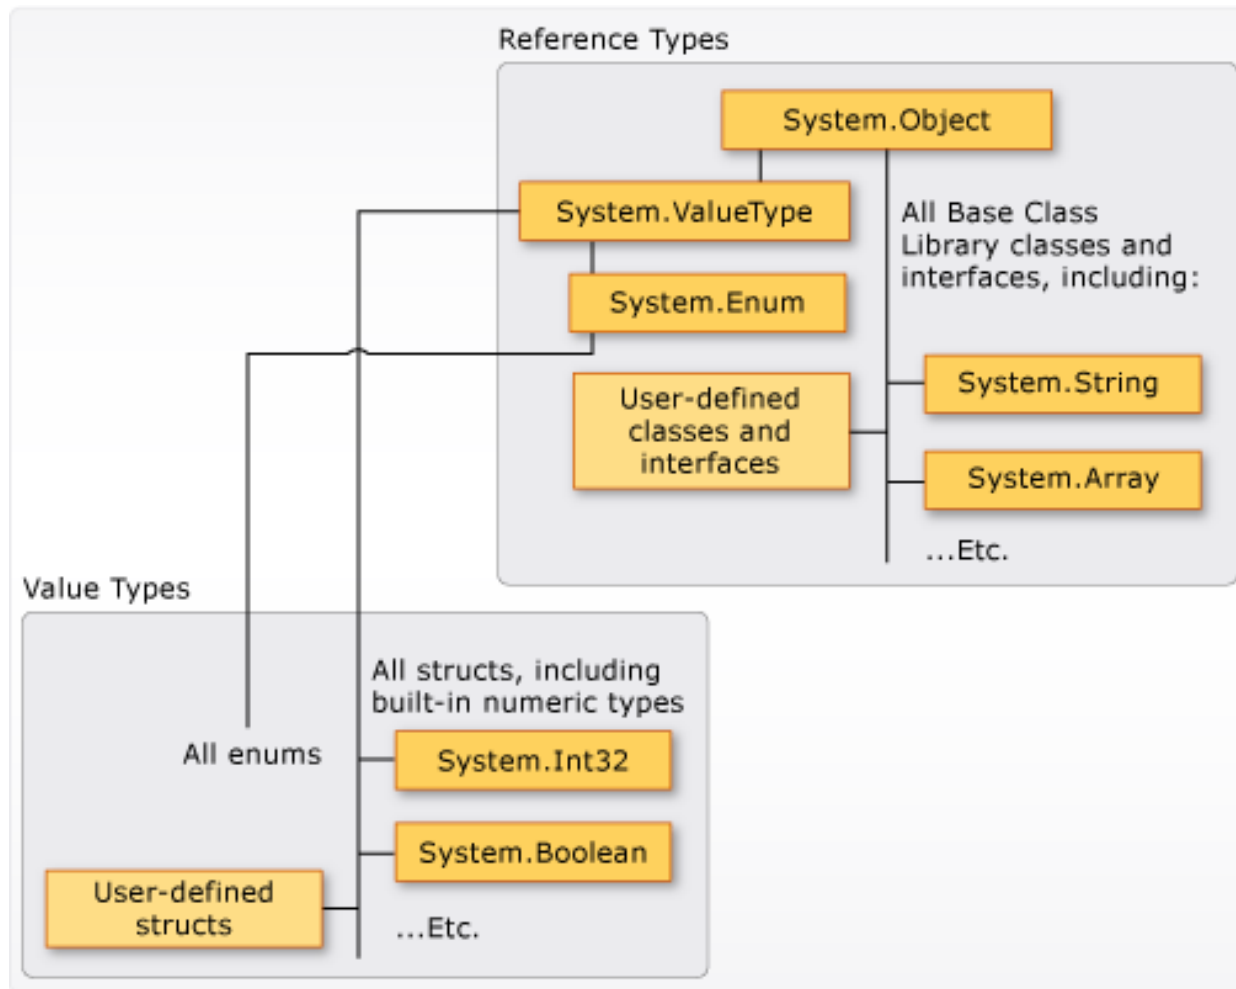 Reference Types
System.Object
System.ValueType
All Base Class
Library classes and
interfaces, including:
System.Enum
System.String
User-defined
classes and
interfaces
System.Array
...Etc.
Value Types
All structs, including
built-in numeric types
All enums
System.Int32
System.Boolean
User-defined
structs
...Etc.